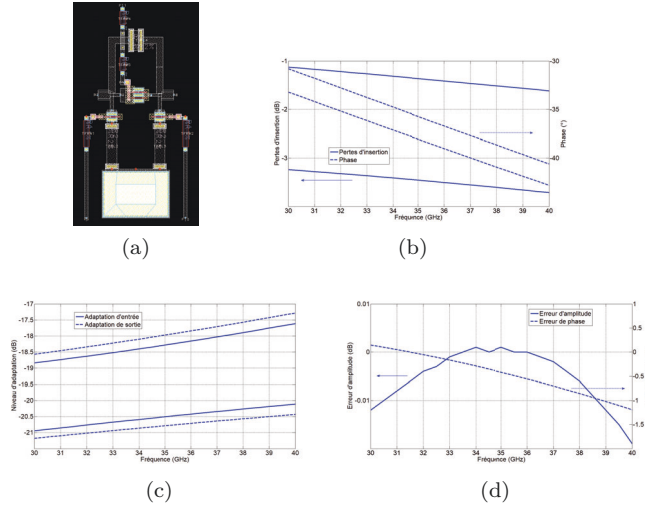 (a)
-1
-2
-3
Pertes d'insertion (dB)
-30
-35
-40
Phase (°)
Pertes d'insertion
Phase
30 31 32 33 34 35 36 37 38 39 40
Fréquence (GHz)
(b)
-17
-17.5
-18
-18.5
-19
-19.5
-20
-20.5
-21
Niveau d'adaptation (dB)
Adaptation d'entrée
Adaptation de sortie
30 31 32 33 34 35 36 37 38 39 40
Fréquence (GHz)
(c)
0.01
0
-0.01
Erreur d'amplitude (dB)
1
0.5
0
-0.5
-1
-1.5
Erreur d'amplitude
Erreur de phase
30 31 32 33 34 35 36 37 38 39 40
Fréquence (GHz)
(d)